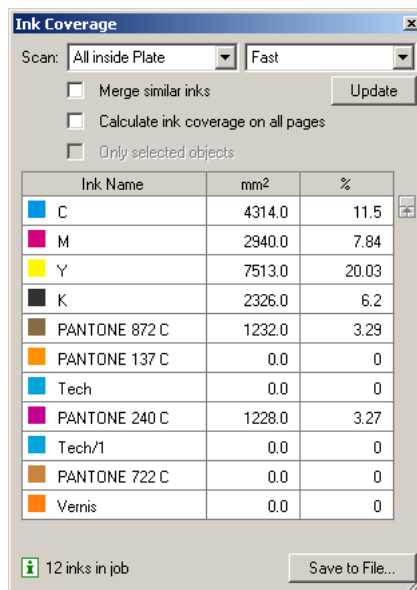 Ink Coverage
Scan: All inside Plate Fast
Merge similar inks Update
Calculate ink coverage on all pages
Only selected objects
Ink Name mm2 %
C 4314.0 11.5
M 2940.0 7.84
Y 7513.0 20.03
K 2326.0 6.2
PANTONE 872 C 1232.0 3.29
PANTONE 137 C 0.0 0
Tech 0.0 0
PANTONE 240 C 1228.0 3.27
Tech/1 0.0 0
PANTONE 722 C 0.0 0
Vernis 0.0 0
12 inks in job Save to File...